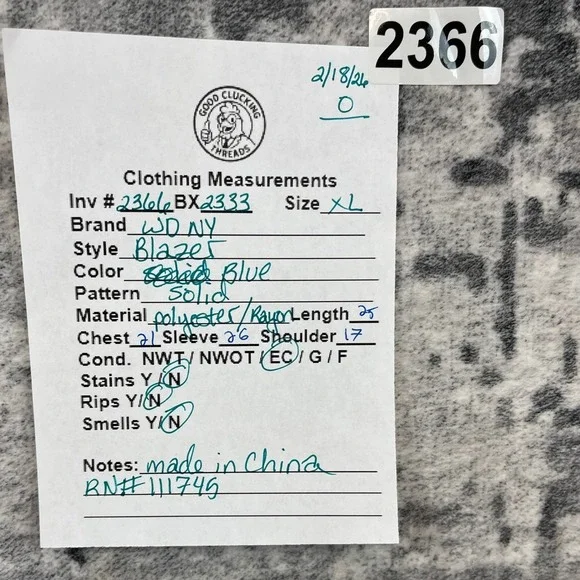 2366
2/18/26
O
GOOD CLUCKING
THREADS
Clothing Measurements
Inv # 2366 BX 2333 Size XL
Brand WD NY
Style Blazer
Color Blue
Pattern Solid
Material polyester/Rayon Length 25
Chest 21 Sleeve 26 Shoulder 17
Cond. NWT / NWOT / EC / G / F
Stains Y / N
Rips Y / N
Smells Y / N
Notes: made in China
RN# 111745